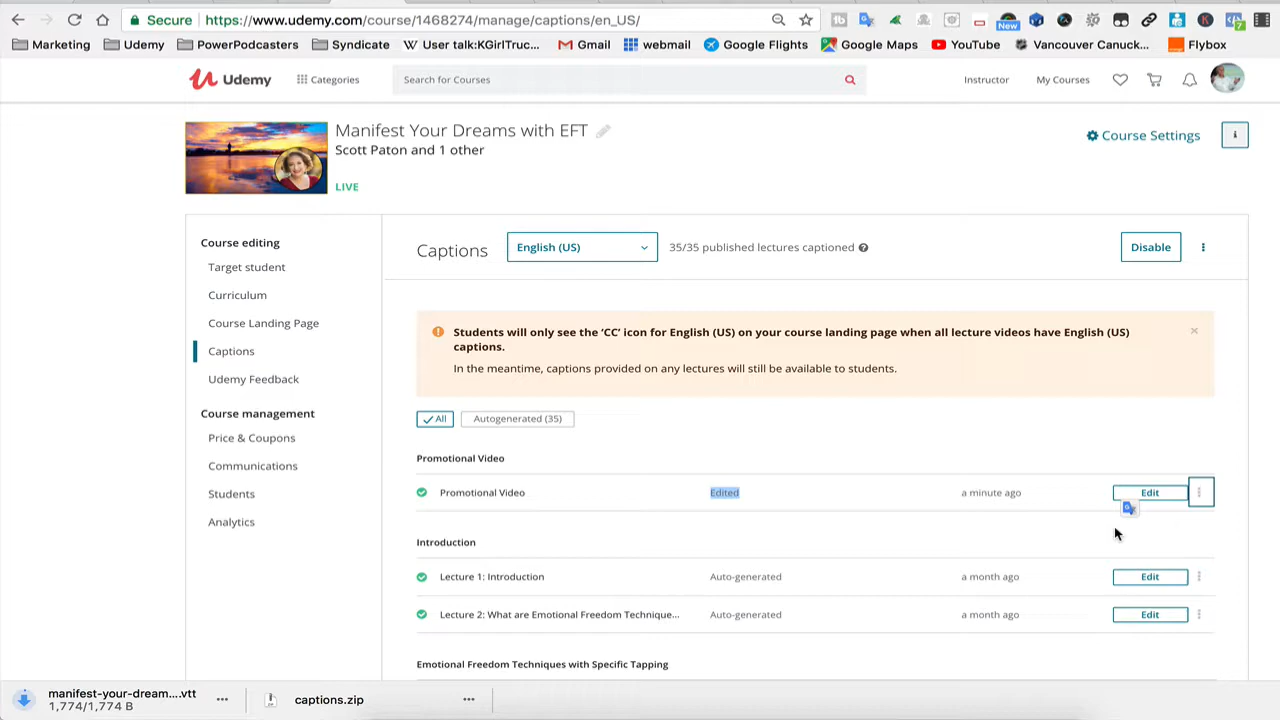 Secure https://www.udemy.com/course/1468274/manage/captions/en_US/
New
7
Marketing Udemy PowerPodcasters Syndicate User talk:KGirlTruc... Gmail webmail Google Flights Google Maps YouTube Vancouver Canuck... Flybox
Udemy Categories Search for Courses Instructor My Courses
Manifest Your Dreams with EFT Course Settings
Scott Paton and 1 other
LIVE
Course editing
Target student
Curriculum
Course Landing Page
Captions
Udemy Feedback
Course management
Price & Coupons
Communications
Students
Analytics
Captions English (US) 35/35 published lectures captioned Disable
Students will only see the ‘CC’ icon for English (US) on your course landing page when all lecture videos have English (US)
captions.
In the meantime, captions provided on any lectures will still be available to students.
All Autogenerated (35)
Promotional Video
Promotional Video Edited a minute ago Edit
Introduction
Lecture 1: Introduction Auto-generated a month ago Edit
Lecture 2: What are Emotional Freedom Technique... Auto-generated a month ago Edit
Emotional Freedom Techniques with Specific Tapping
manifest-your-dream....vtt
1,774/1,774 B
captions.zip